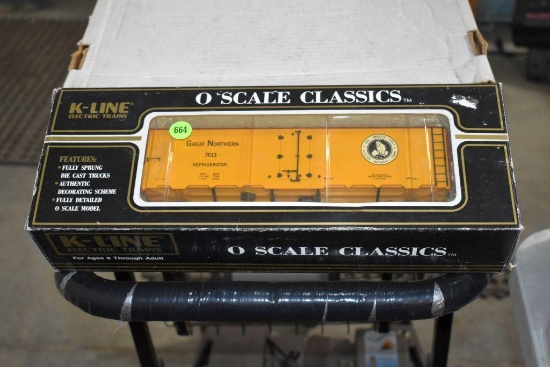 K-LINE
ELECTRIC TRAINS
O SCALE CLASSICS TM
664
GREAT NORTHERN
7613
REFRIGERATOR
FEATURES:
• FULLY SPRUNG
DIE CAST TRUCKS
• AUTHENTIC
DECORATING SCHEME
• FULLY DETAILED
O SCALE MODEL
K-LINE
ELECTRIC TRAINS
For Ages 8 Through Adult
O SCALE CLASSICS TM